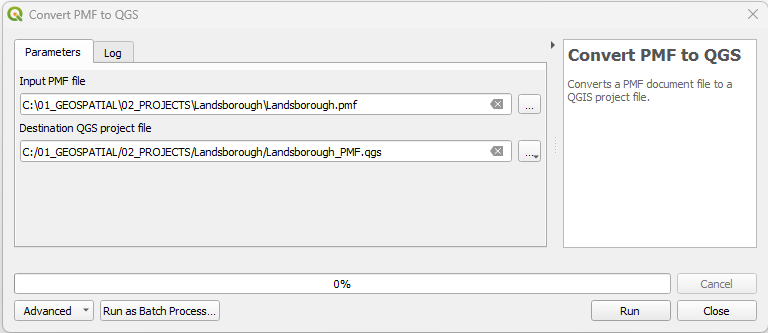 Convert PMF to QGS
Parameters
Log
Input PMF file
C:\01_GEOSPATIAL\02_PROJECTS\Landsborough\Landsborough.pmf
...
Destination QGS project file
C:/01_GEOSPATIAL/02_PROJECTS/Landsborough/Landsborough_PMF.qgs
...
Convert PMF to QGS
Converts a PMF document file to a
QGIS project file.
0%
Cancel
Advanced
Run as Batch Process...
Run
Close